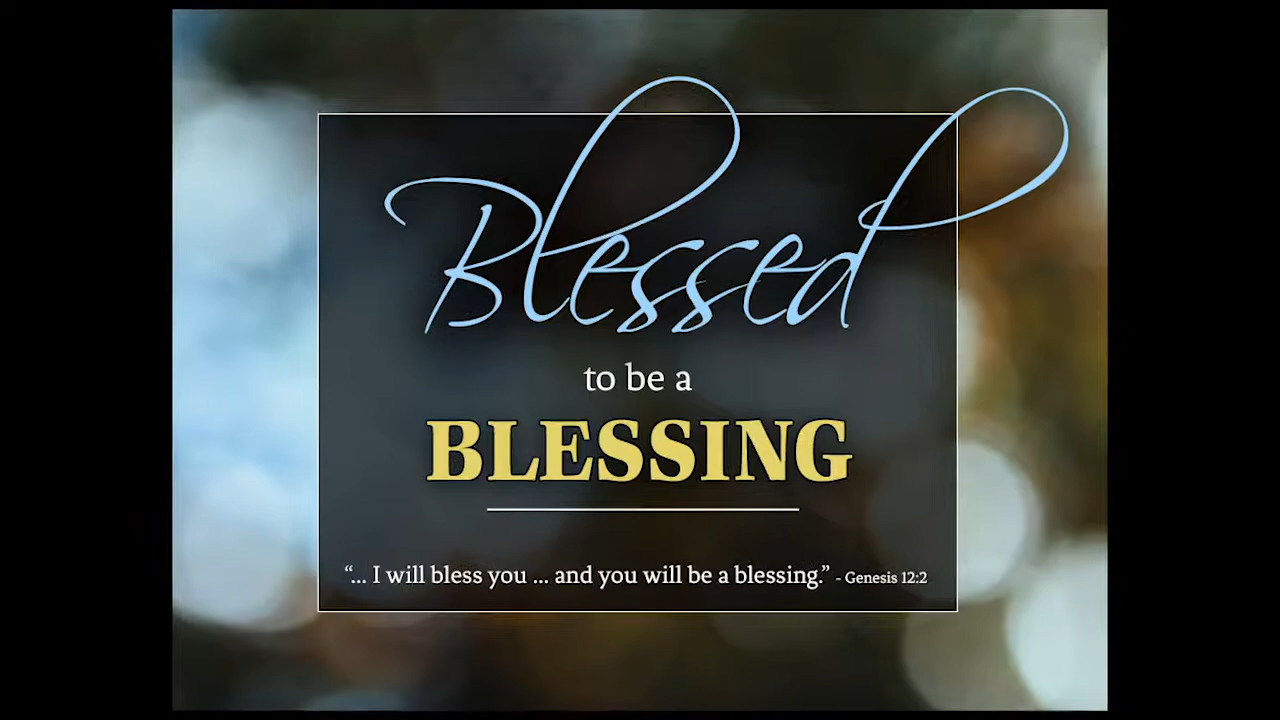 Blessed
to be a
BLESSING
“... I will bless you ... and you will be a blessing.” - Genesis 12:2